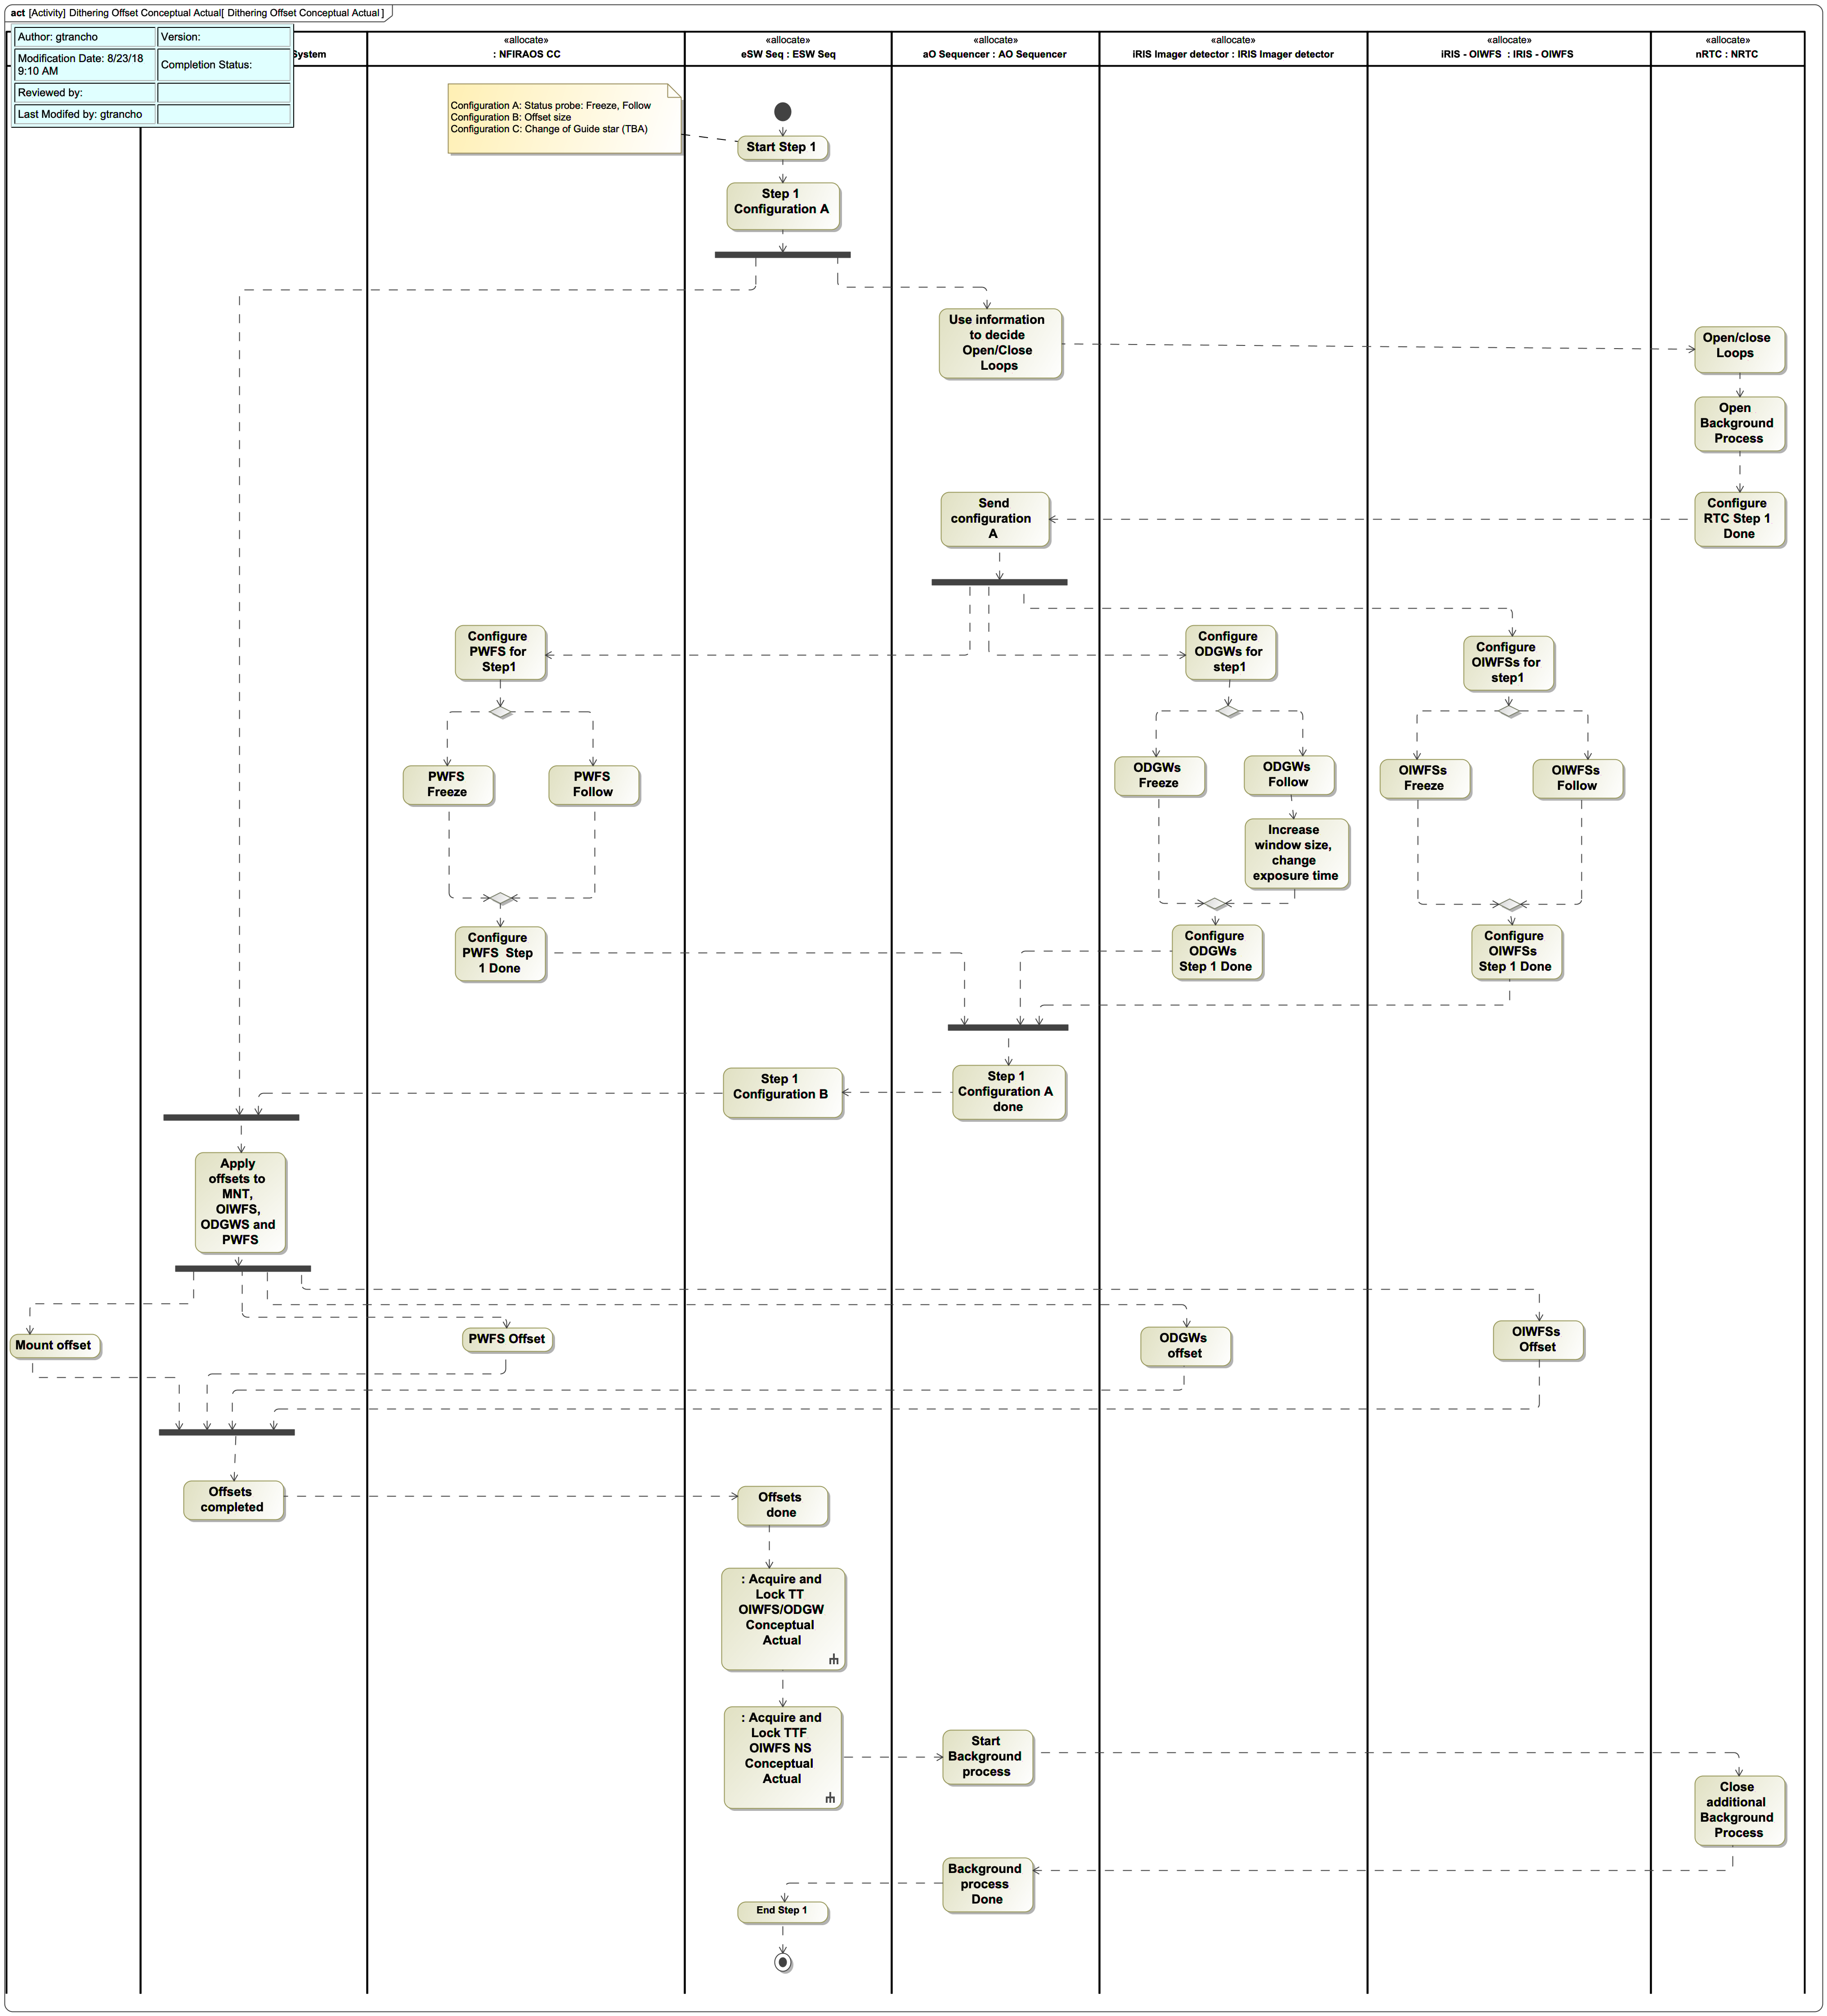 act [Activity] Dithering Offset Conceptual Actual[ Dithering Offset Conceptual Actual ]
Author: gtrancho
Version:
Modification Date: 8/23/18
9:10 AM
Completion Status:
Reviewed by:
Last Modifed by: gtrancho
System
«allocate»
: NFIRAOS CC
«allocate»
eSW Seq : ESW Seq
«allocate»
aO Sequencer : AO Sequencer
«allocate»
iRIS Imager detector : IRIS Imager detector
«allocate»
iRIS - OIWFS : IRIS - OIWFS
«allocate»
nRTC : NRTC
Configuration A: Status probe: Freeze, Follow
Configuration B: Offset size
Configuration C: Change of Guide star (TBA)
Start Step 1
Step 1
Configuration A
Use information
to decide
Open/Close
Loops
Open/close
Loops
Open
Background
Process
Configure
RTC Step 1
Done
Send
configuration
A
Configure
PWFS for
Step1
Configure
ODGWs for
step1
Configure
OIWFSs for
step1
PWFS
Freeze
PWFS
Follow
ODGWs
Freeze
ODGWs
Follow
OIWFSs
Freeze
OIWFSs
Follow
Increase
window size,
change
exposure time
Configure
PWFS Step
1 Done
Configure
ODGWs
Step 1 Done
Configure
OIWFSs
Step 1 Done
Step 1
Configuration B
Step 1
Configuration A
done
Apply
offsets to
MNT,
OIWFS,
ODGWS and
PWFS
Mount offset
PWFS Offset
ODGWs
offset
OIWFSs
Offset
Offsets
completed
Offsets
done
: Acquire and
Lock TT
OIWFS/ODGW
Conceptual
Actual
: Acquire and
Lock TTF
OIWFS NS
Conceptual
Actual
Start
Background
process
Close
additional
Background
Process
Background
process
Done
End Step 1